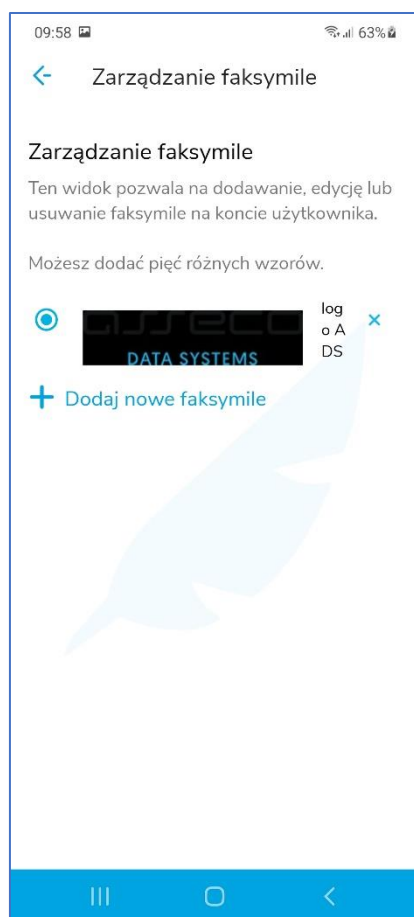 09:58 63%
Zarządzanie faksymile
Zarządzanie faksymile
Ten widok pozwala na dodawanie, edycję lub
usuwanie faksymile na koncie użytkownika.
Możesz dodać pięć różnych wzorów.
asseco
DATA SYSTEMS
log
o A
DS
Dodaj nowe faksymile